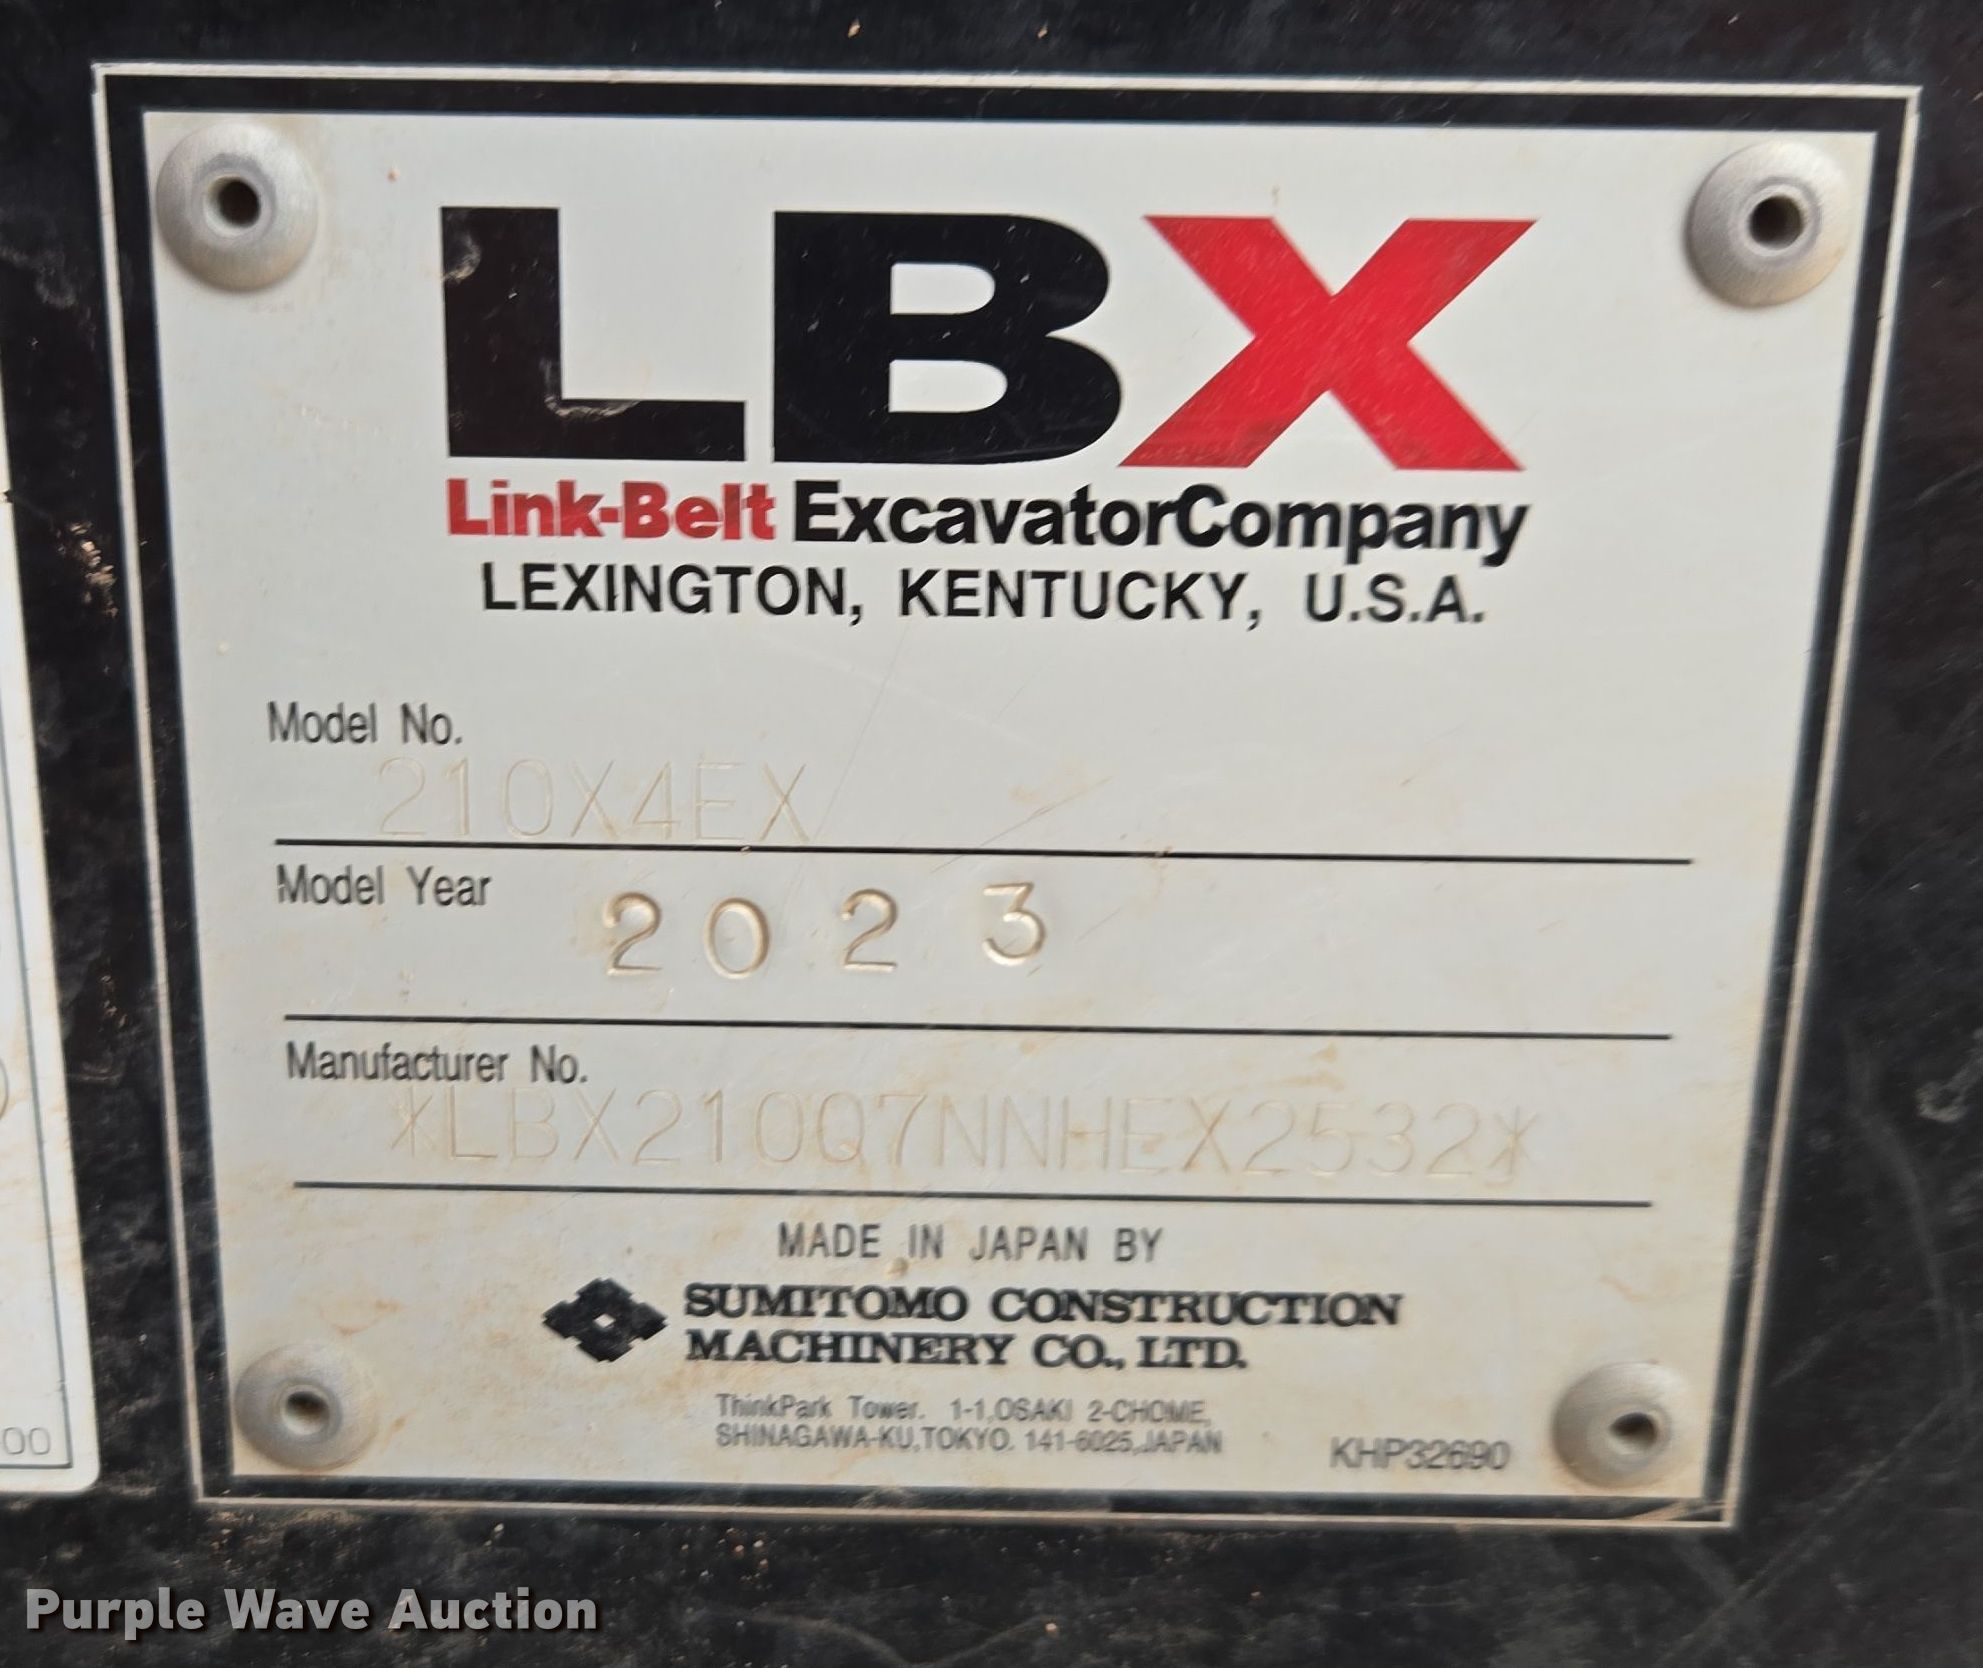 LBX
Link-Belt ExcavatorCompany
LEXINGTON, KENTUCKY, U.S.A.
Model No.
210X4EX
Model Year
2023
Manufacturer No.
*LBX210Q7NNHEX2532*
MADE IN JAPAN BY
SUMITOMO CONSTRUCTION
MACHINERY CO., LTD.
ThinkPark Tower. 1-1,OSAKI 2-CHOME,
SHINAGAWA-KU,TOKYO. 141-6025,JAPAN
KHP32690
00
Purple Wave Auction